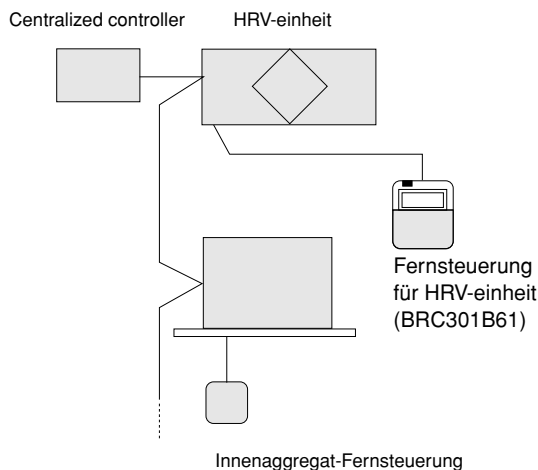 Centralized controller
HRV-einheit
Fernsteuerung
für HRV-einheit
(BRC301B61)
Innenaggregat-Fernsteuerung